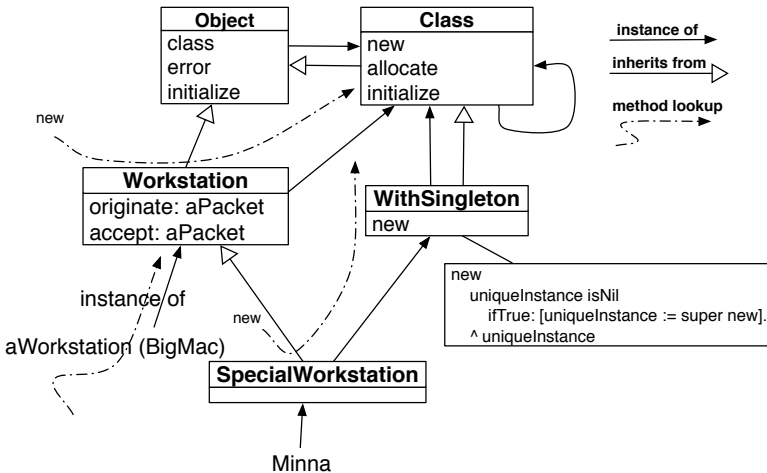 Object
class
error
initialize
Class
new
allocate
initialize
instance of
inherits from
method lookup
new
Workstation
originate: aPacket
accept: aPacket
WithSingleton
new
new
uniqueInstance isNil
ifTrue: [uniqueInstance := super new].
^ uniqueInstance
instance of
new
aWorkstation (BigMac)
SpecialWorkstation
Minna